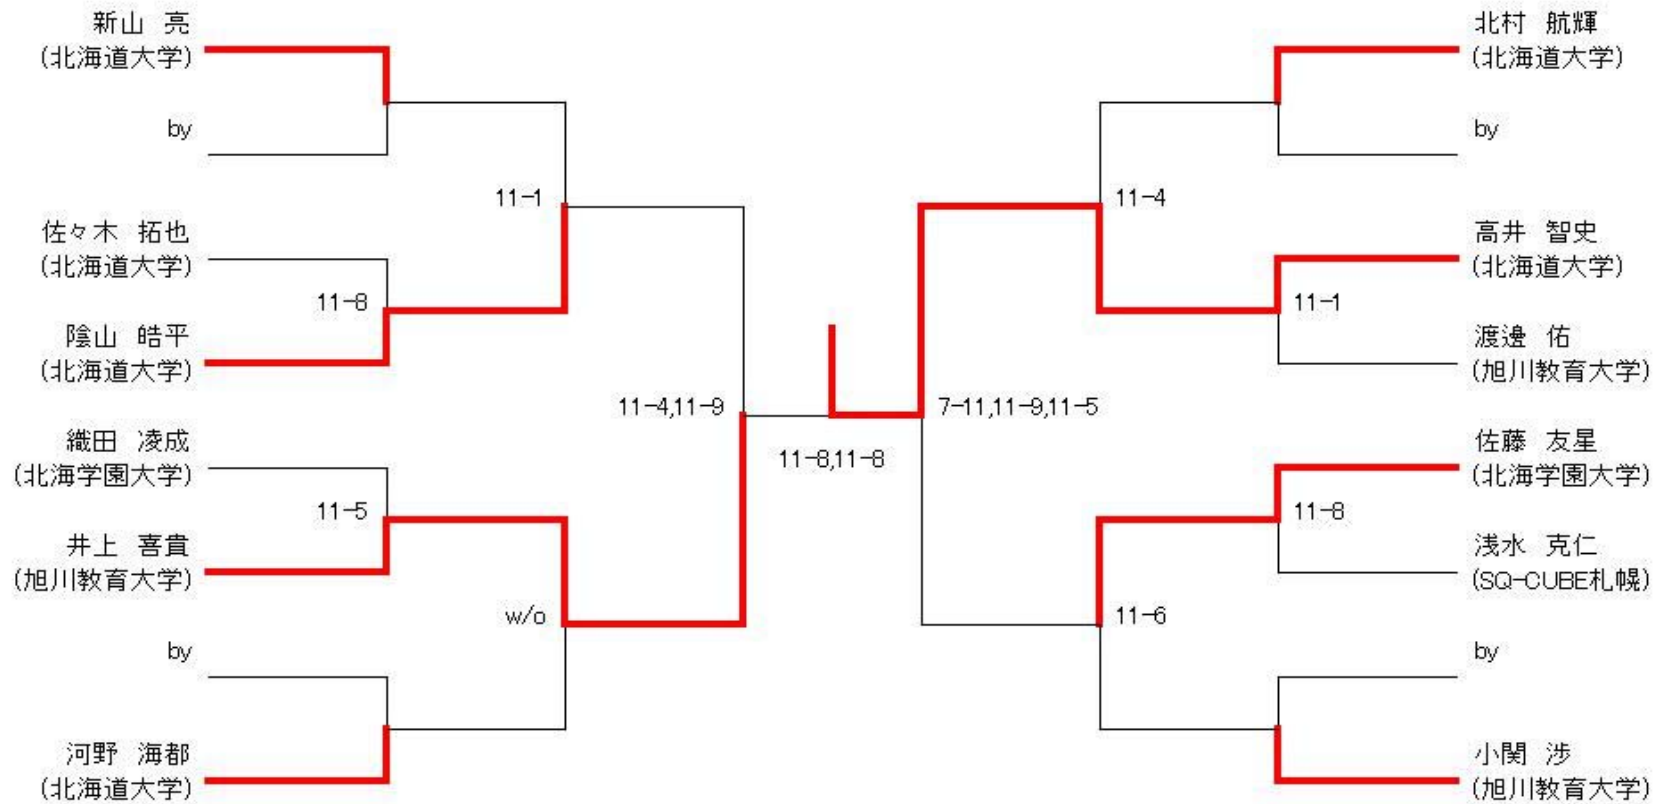 新山 亮
(北海道大学)
by
11-1
佐々木 拓也
(北海道大学)
11-8
陰山 皓平
(北海道大学)
11-4,11-9
織田 凌成
(北海学園大学)
11-5
井上 喜貴
(旭川教育大学)
w/o
by
河野 海都
(北海道大学)
11-8,11-8
北村 航輝
(北海道大学)
by
11-4
高井 智史
(北海道大学)
11-1
渡邉 佑
(旭川教育大学)
7-11,11-9,11-5
佐藤 友星
(北海学園大学)
11-8
浅水 克仁
(SQ-CUBE札幌)
11-6
by
小関 渉
(旭川教育大学)